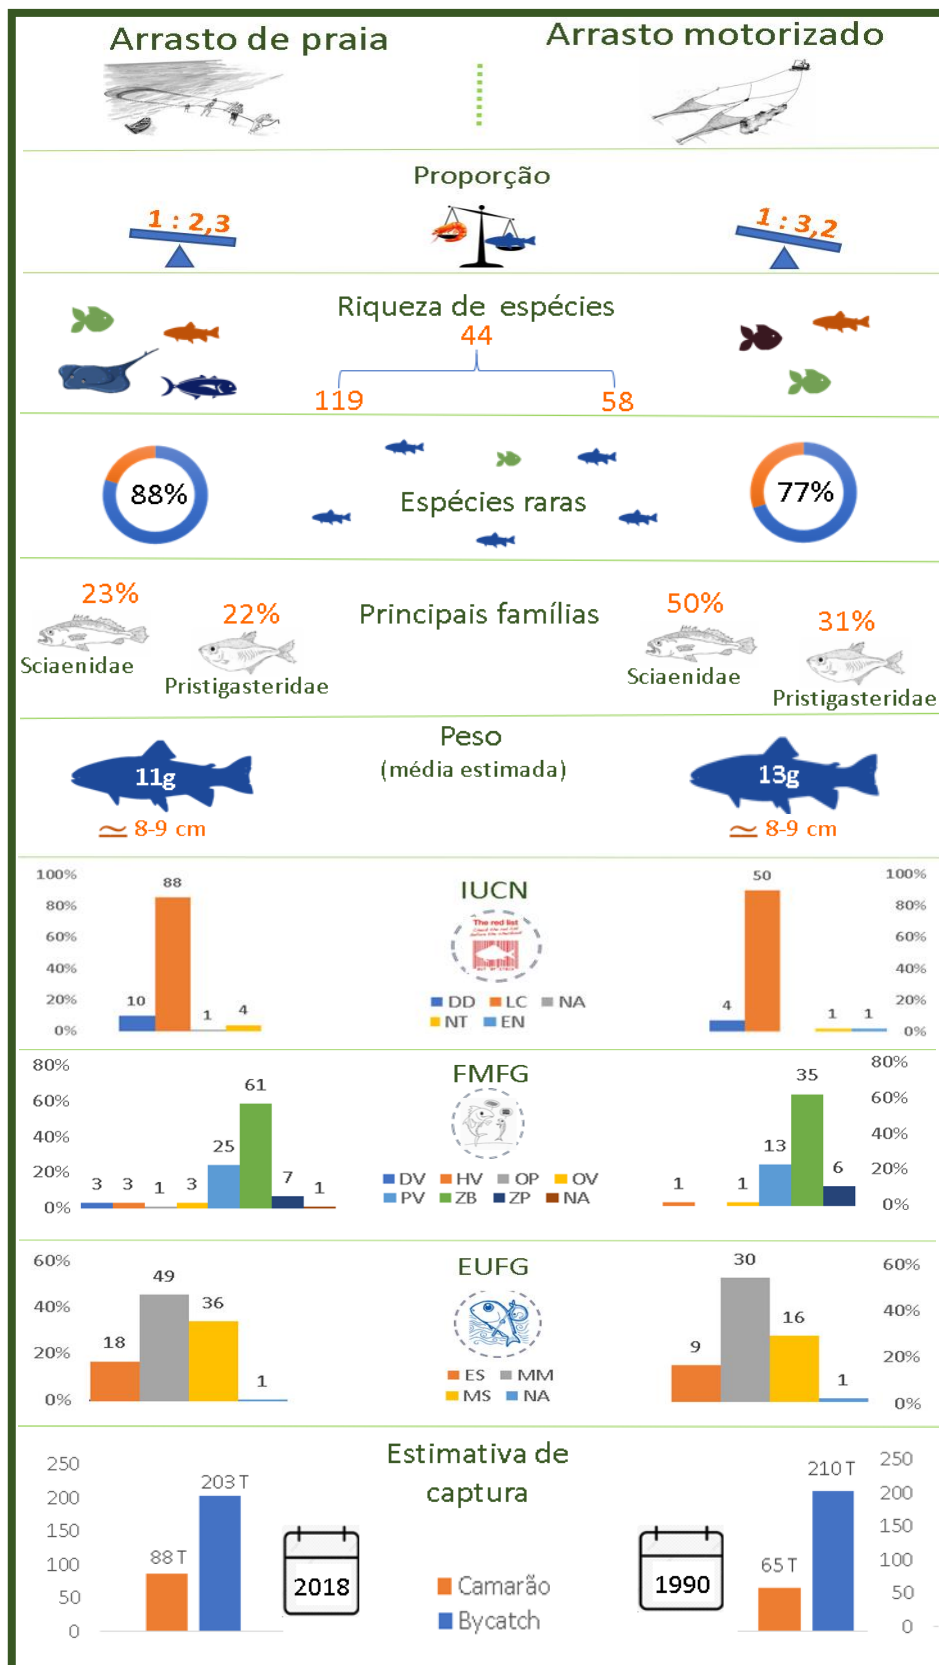 Arrasto de praia
Arrasto motorizado
Proporção
1 : 2,3
1 : 3,2
Riqueza de espécies
44
119
58
88%
Espécies raras
77%
Principais famílias
23%
Sciaenidae
22%
Pristigasteridae
50%
Sciaenidae
31%
Pristigasteridae
Peso
(média estimada)
11g
≃ 8-9 cm
13g
≃ 8-9 cm
IUCN
100%
80%
60%
40%
20%
0%
10
88
1
4
The red list
DD LC NA
NT EN
4
50
1
1
100%
80%
60%
40%
20%
0%
FMFG
80%
60%
40%
20%
0%
3
3
1
3
25
61
7
1
DV HV OP OV
PV ZB ZP NA
1
1
13
35
6
80%
60%
40%
20%
0%
EUFG
60%
40%
20%
0%
18
49
36
1
ES MM
MS NA
9
30
16
1
60%
40%
20%
0%
Estimativa de
captura
250
200
150
100
50
0
88 T
203 T
2018
Camarão
Bycatch
1990
65 T
210 T
250
200
150
100
50
0